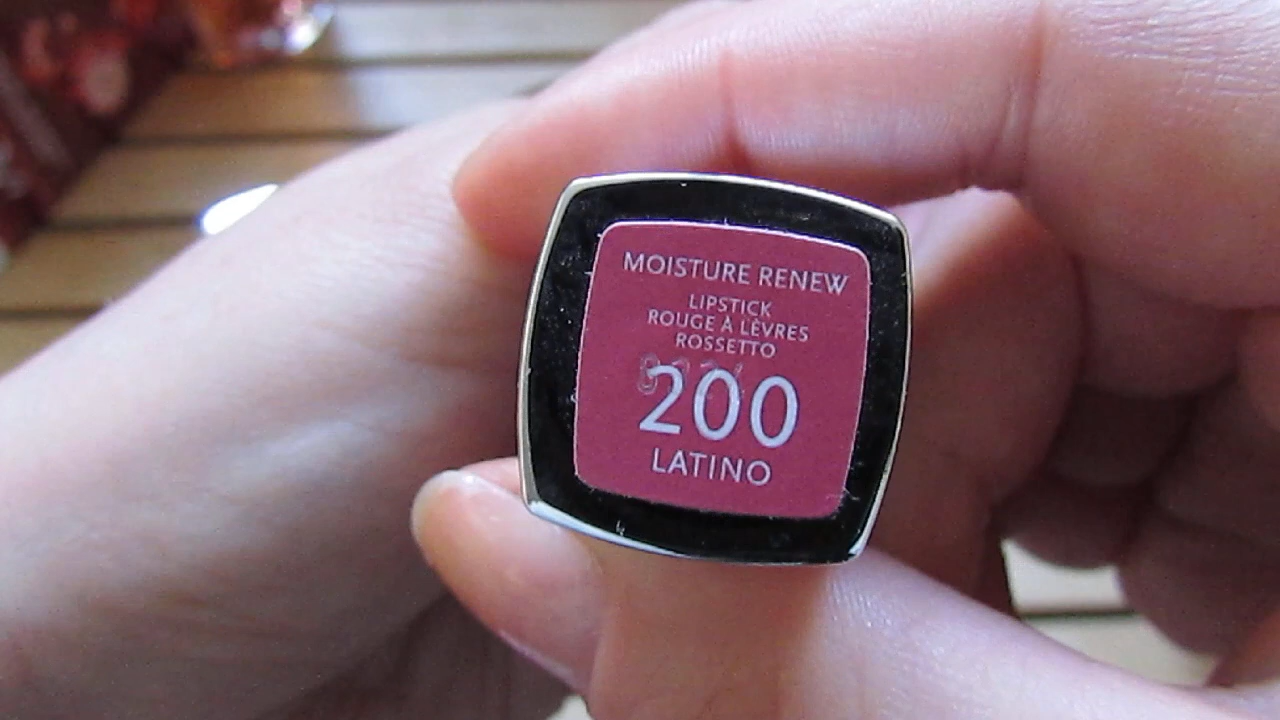 MOISTURE RENEW
LIPSTICK
ROUGE À LÈVRES
ROSSETTO
200
LATINO